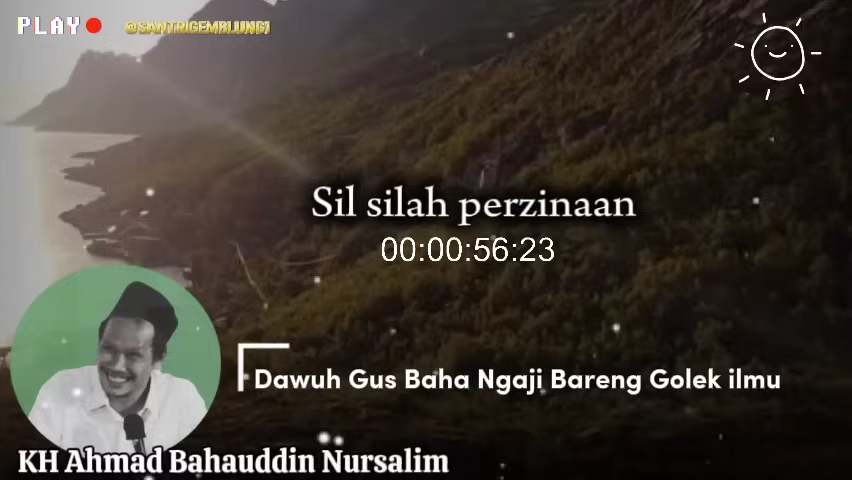 PLAY
@SANTRIGEMBLUNG1
Sil silah perzinaan
00:00:56:23
Dawuh Gus Baha Ngaji Bareng Golek ilmu
KH Ahmad Bahauddin Nursalim